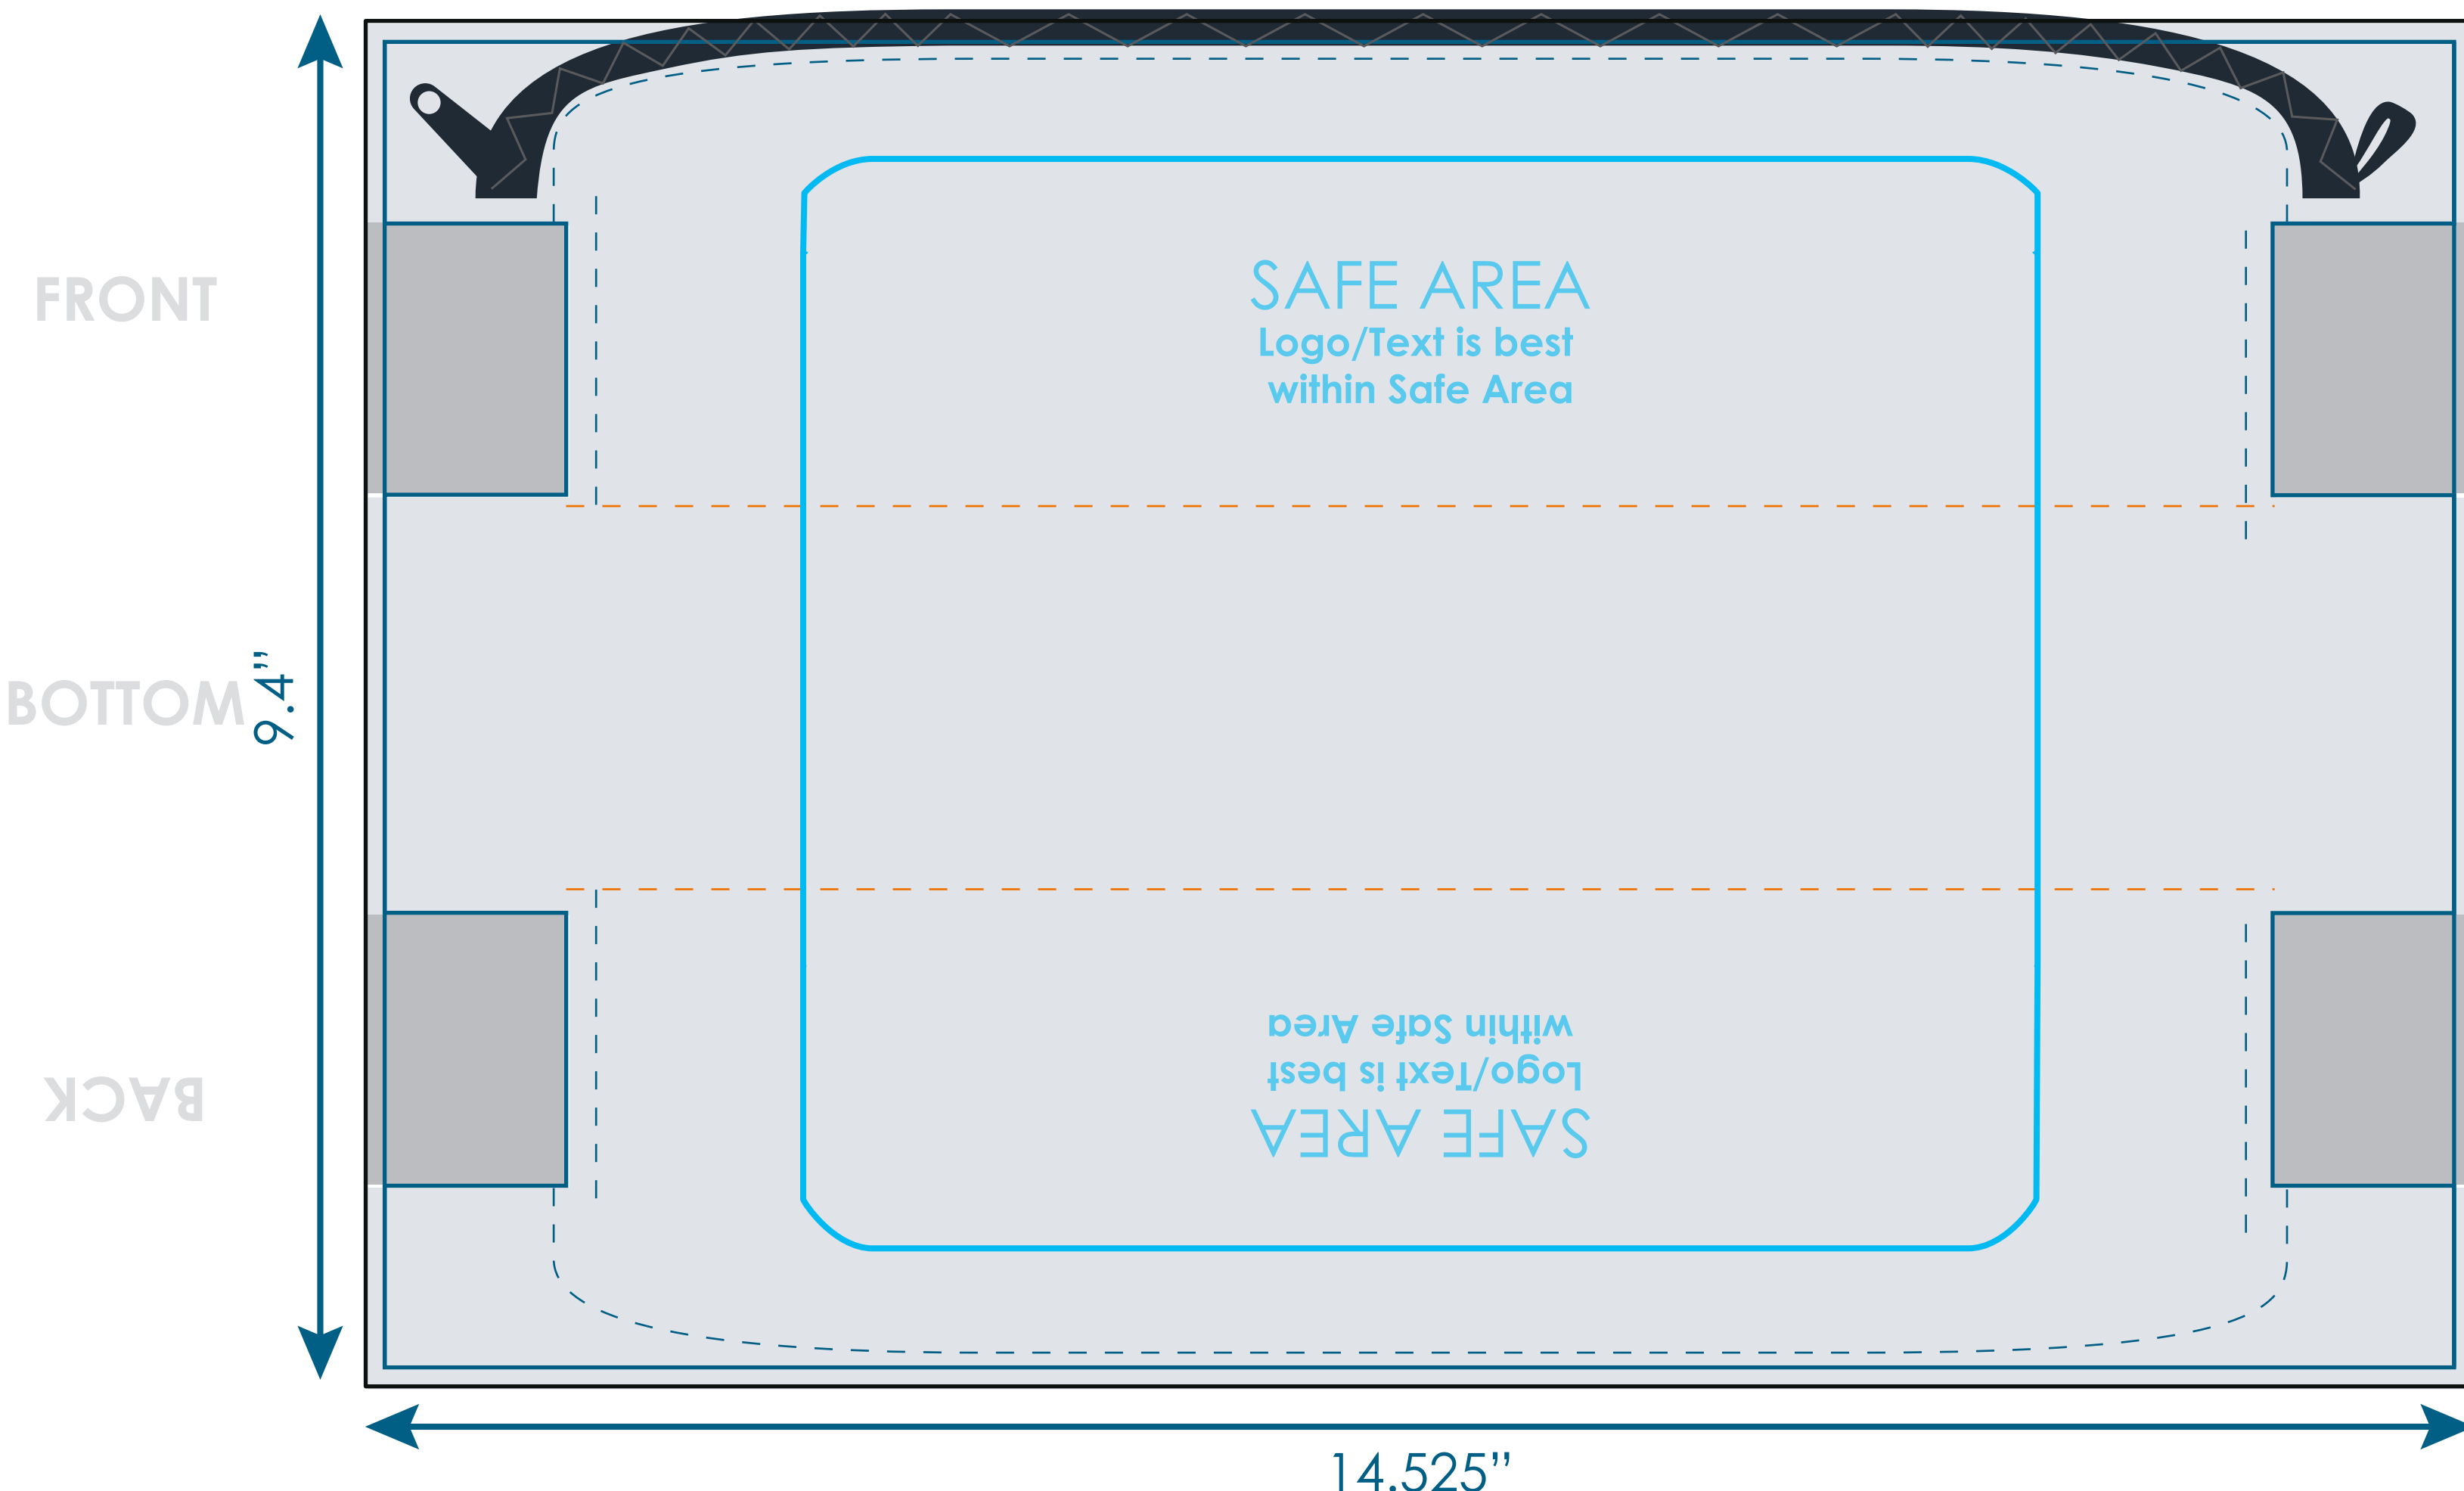 FRONT
SAFE AREA
Logo/Text is best
within Safe Area
BOTTOM
9.4”
BACK
SAFE AREA
Logo/Text is best
within Safe Area
14.525”